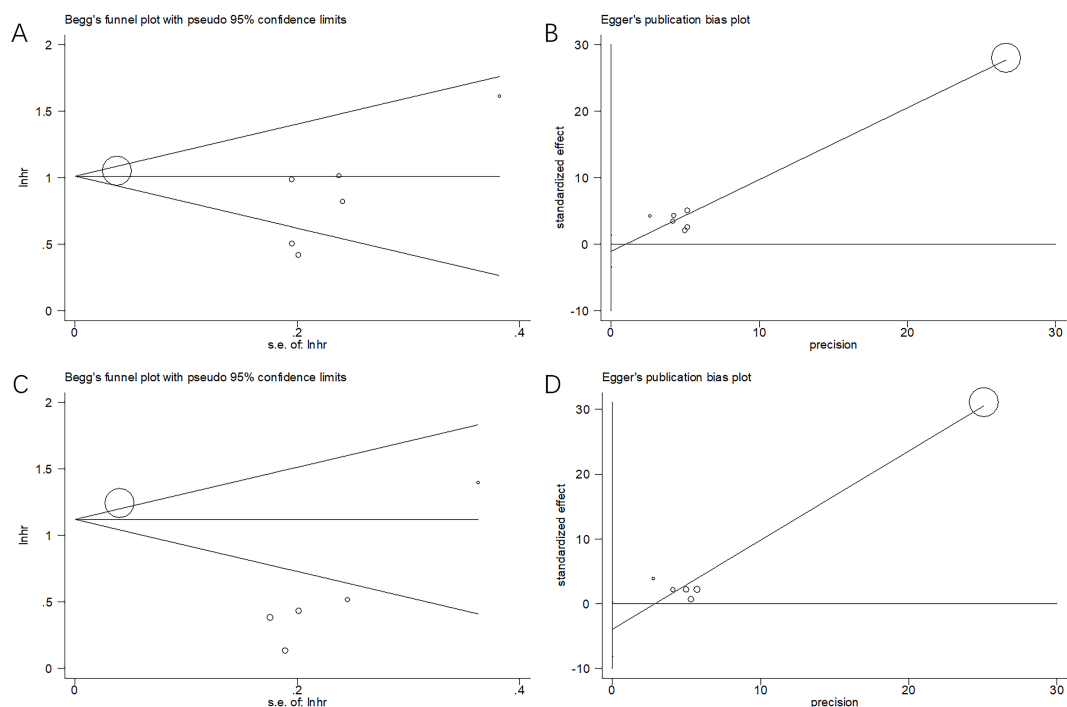 A
Begg's funnel plot with pseudo 95% confidence limits
lnhr
2
1.5
1
.5
0
0
.2
.4
s.e. of: lnhr
B
Egger's publication bias plot
standardized effect
30
20
10
0
-10
0
10
20
30
precision
C
Begg's funnel plot with pseudo 95% confidence limits
lnhr
2
1.5
1
.5
0
0
.2
.4
s.e. of: lnhr
D
Egger's publication bias plot
standardized effect
30
20
10
0
-10
0
10
20
30
precision